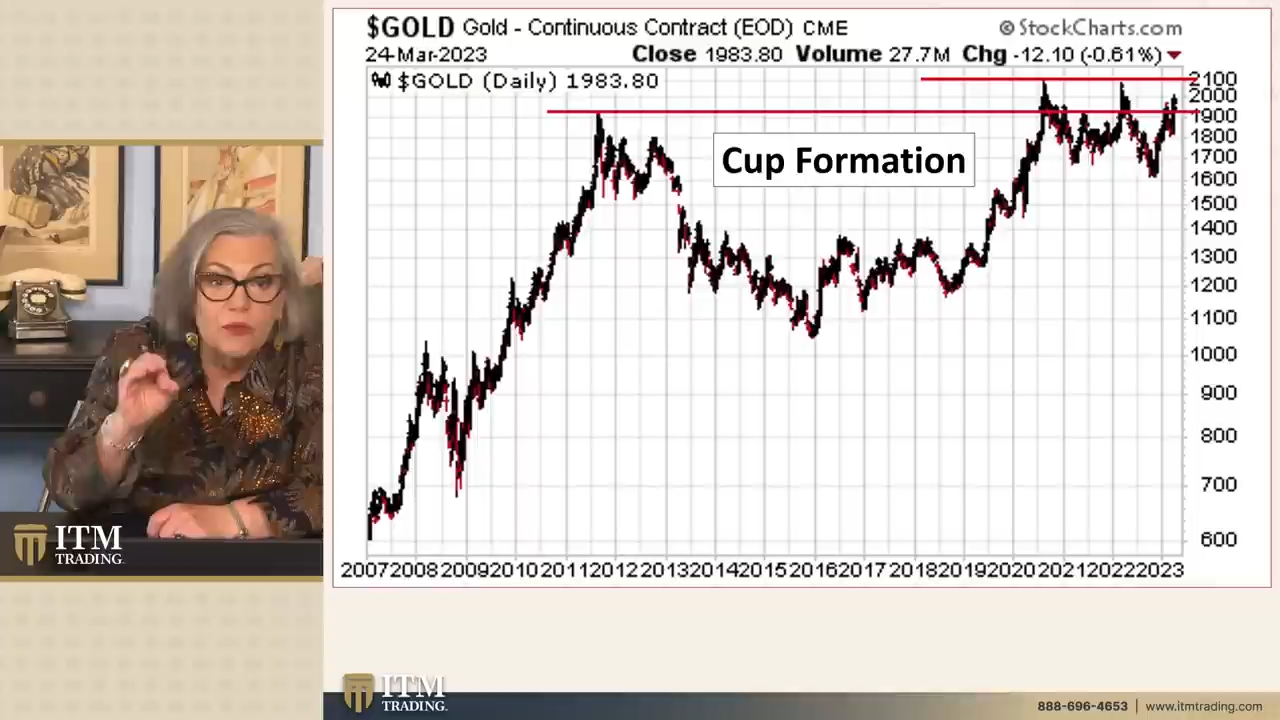 $GOLD Gold - Continuous Contract (EOD) CME
© StockCharts.com
24-Mar-2023 Close 1983.80 Volume 27.7M Chg -12.10 (-0.61%)
$GOLD (Daily) 1983.80
Cup Formation
2100
2000
1900
1800
1700
1600
1500
1400
1300
1200
1100
1000
900
800
700
600
2007 2008 2009 2010 2011 2012 2013 2014 2015 2016 2017 2018 2019 2020 2021 2022 2023
ITM
TRADING.
ITM
TRADING.
888-696-4653 | www.itmtrading.com